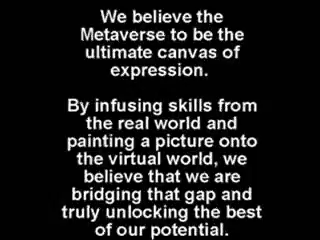 We believe the
Metaverse to be the
ultimate canvas of
expression.
By infusing skills from
the real world and
painting a picture onto
the virtual world, we
believe that we are
bridging that gap and
truly unlocking the best
of our potential.